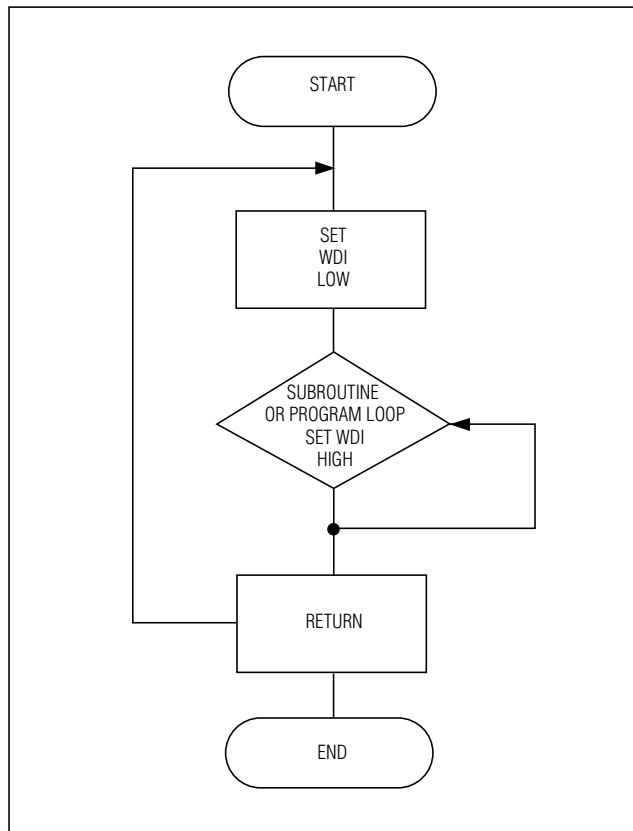 START
SET
WDI
LOW
SUBROUTINE
OR PROGRAM LOOP
SET WDI
HIGH
RETURN
END